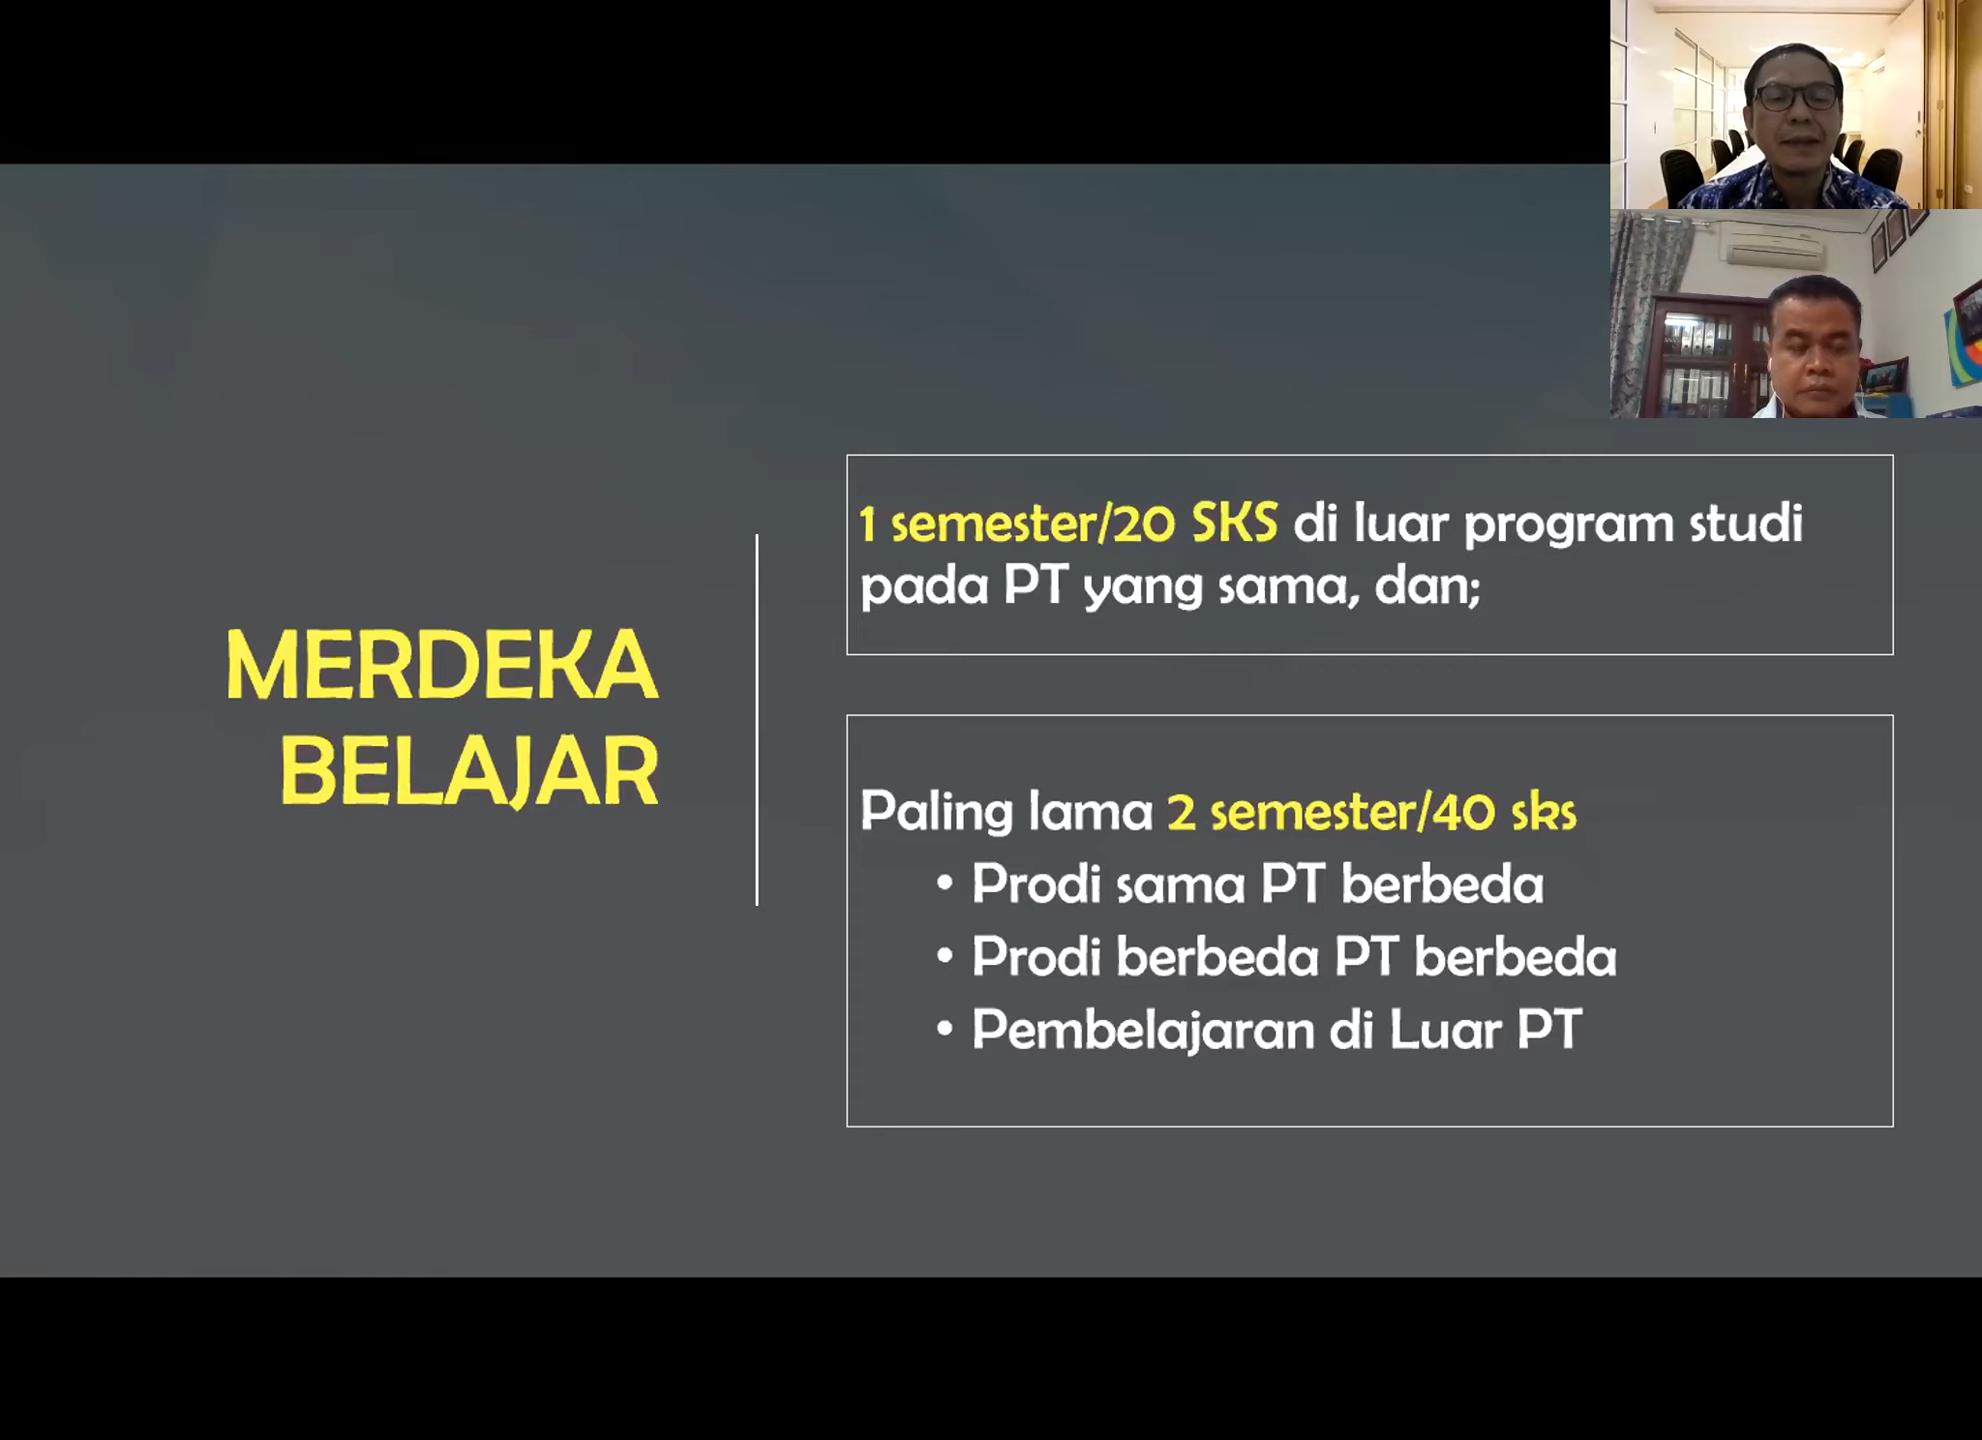 MERDEKA
BELAJAR
1 semester/20 SKS di luar program studi
pada PT yang sama, dan;
Paling lama 2 semester/40 sks
• Prodi sama PT berbeda
• Prodi berbeda PT berbeda
• Pembelajaran di Luar PT